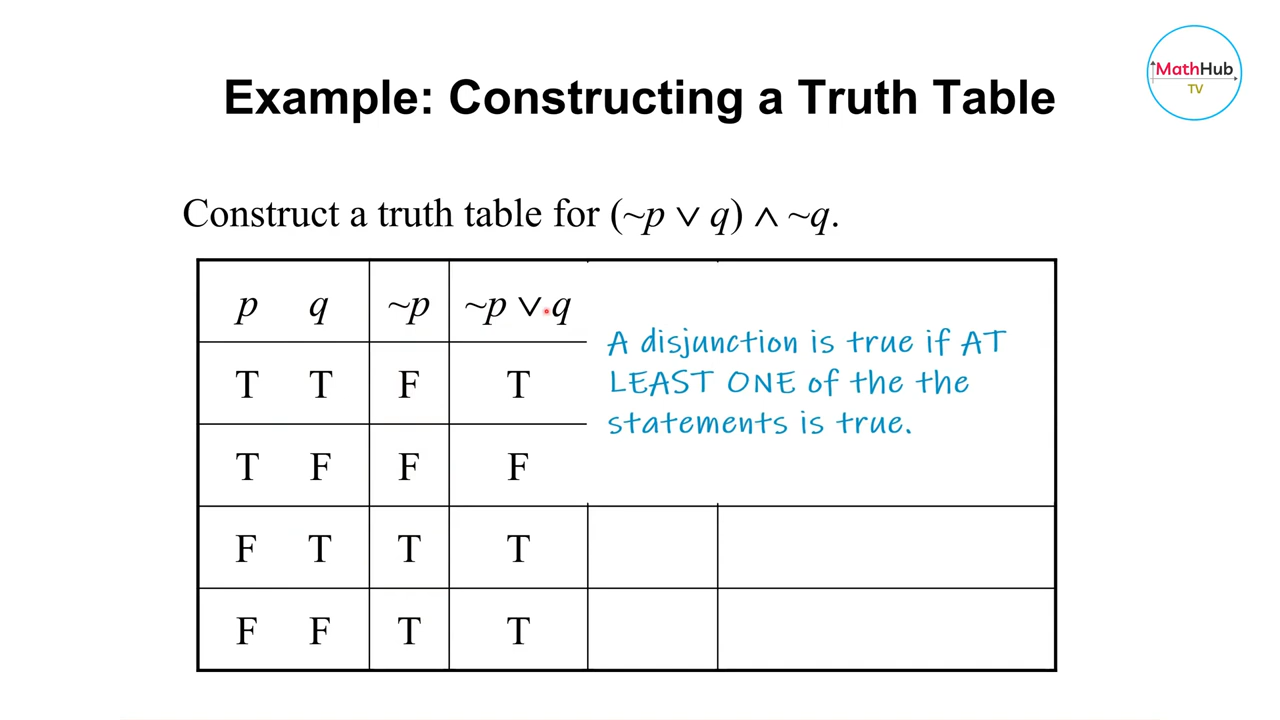 MathHub
TV
Example: Constructing a Truth Table
Construct a truth table for (~p ∨ q) ∧ ~q.
p q ~p ~p ∨ q
A disjunction is true if AT
LEAST ONE of the the
statements is true.
T T F T
T F F F
F T T T
F F T T